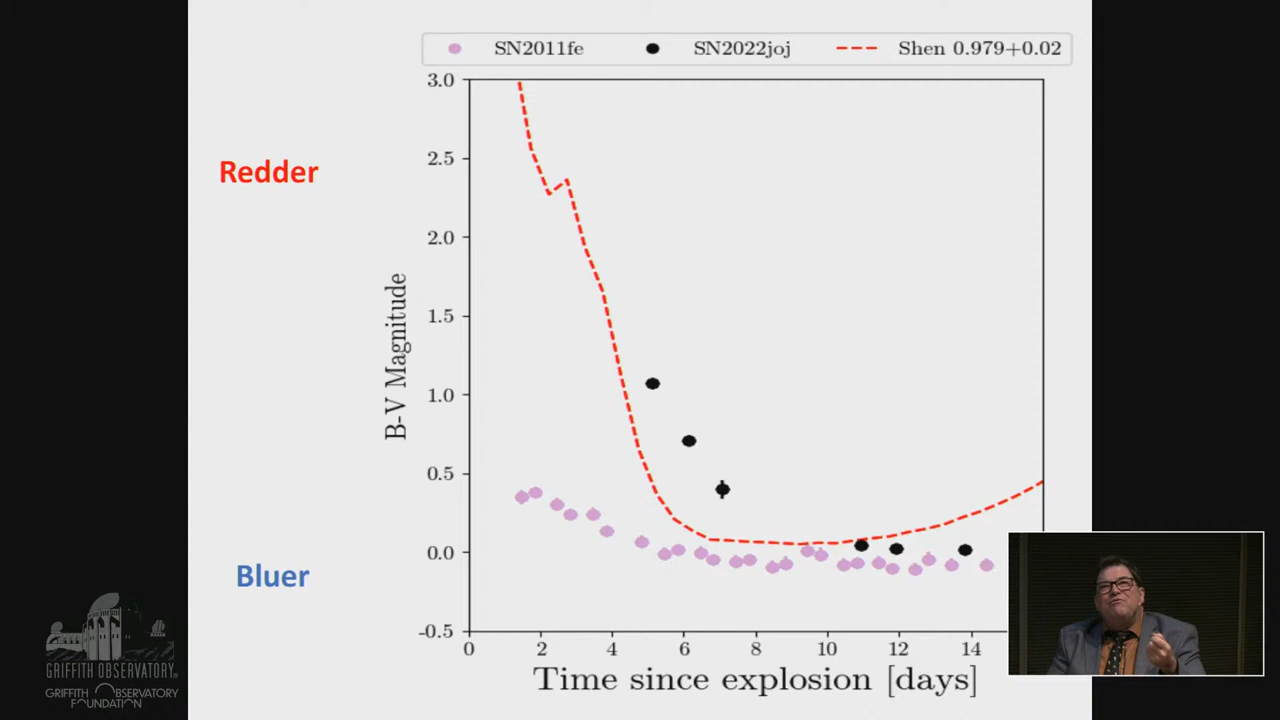 SN2011fe SN2022joj Shen 0.979+0.02
3.0
Redder
2.5
2.0
1.5
1.0
0.5
0.0
-0.5
Bluer
B-V Magnitude
0 2 4 6 8 10 12 14
Time since explosion [days]
GRIFFITH OBSERVATORY
GRIFFITH OBSERVATORY
FOUNDATION